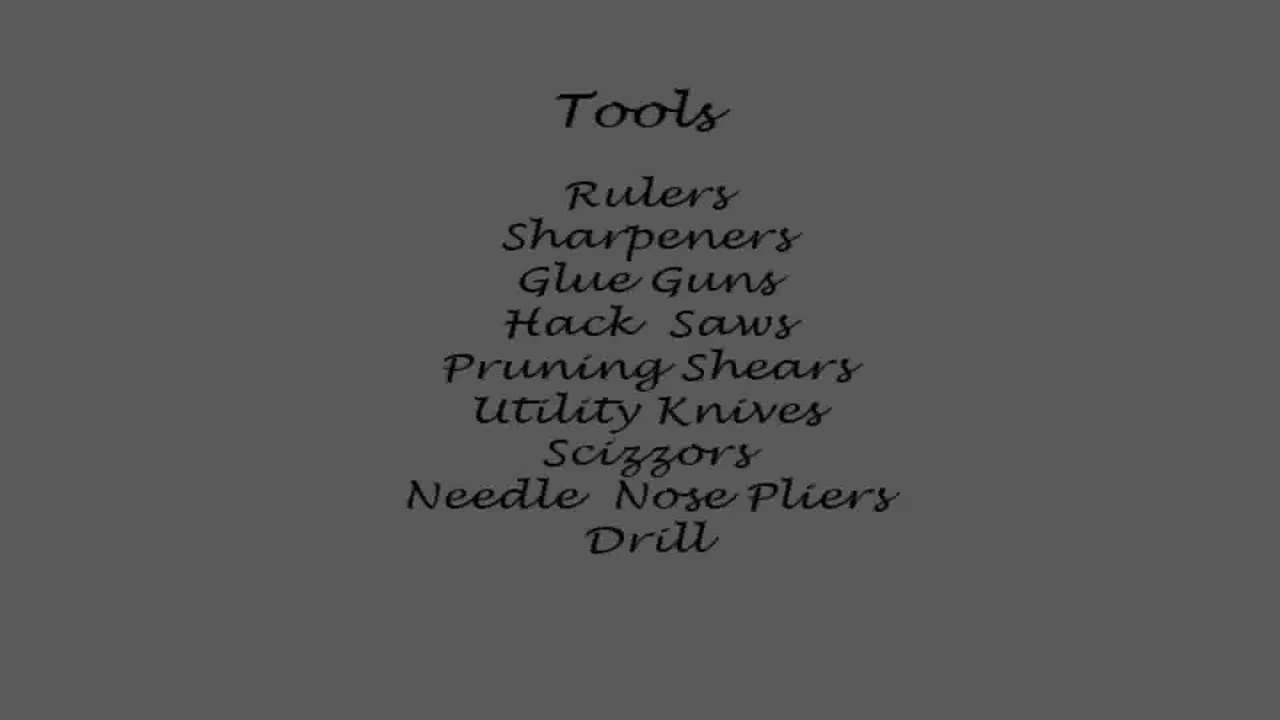 Tools
Rulers
Sharpeners
Glue Guns
Hack Saws
Pruning Shears
Utility Knives
Scizzors
Needle Nose Pliers
Drill